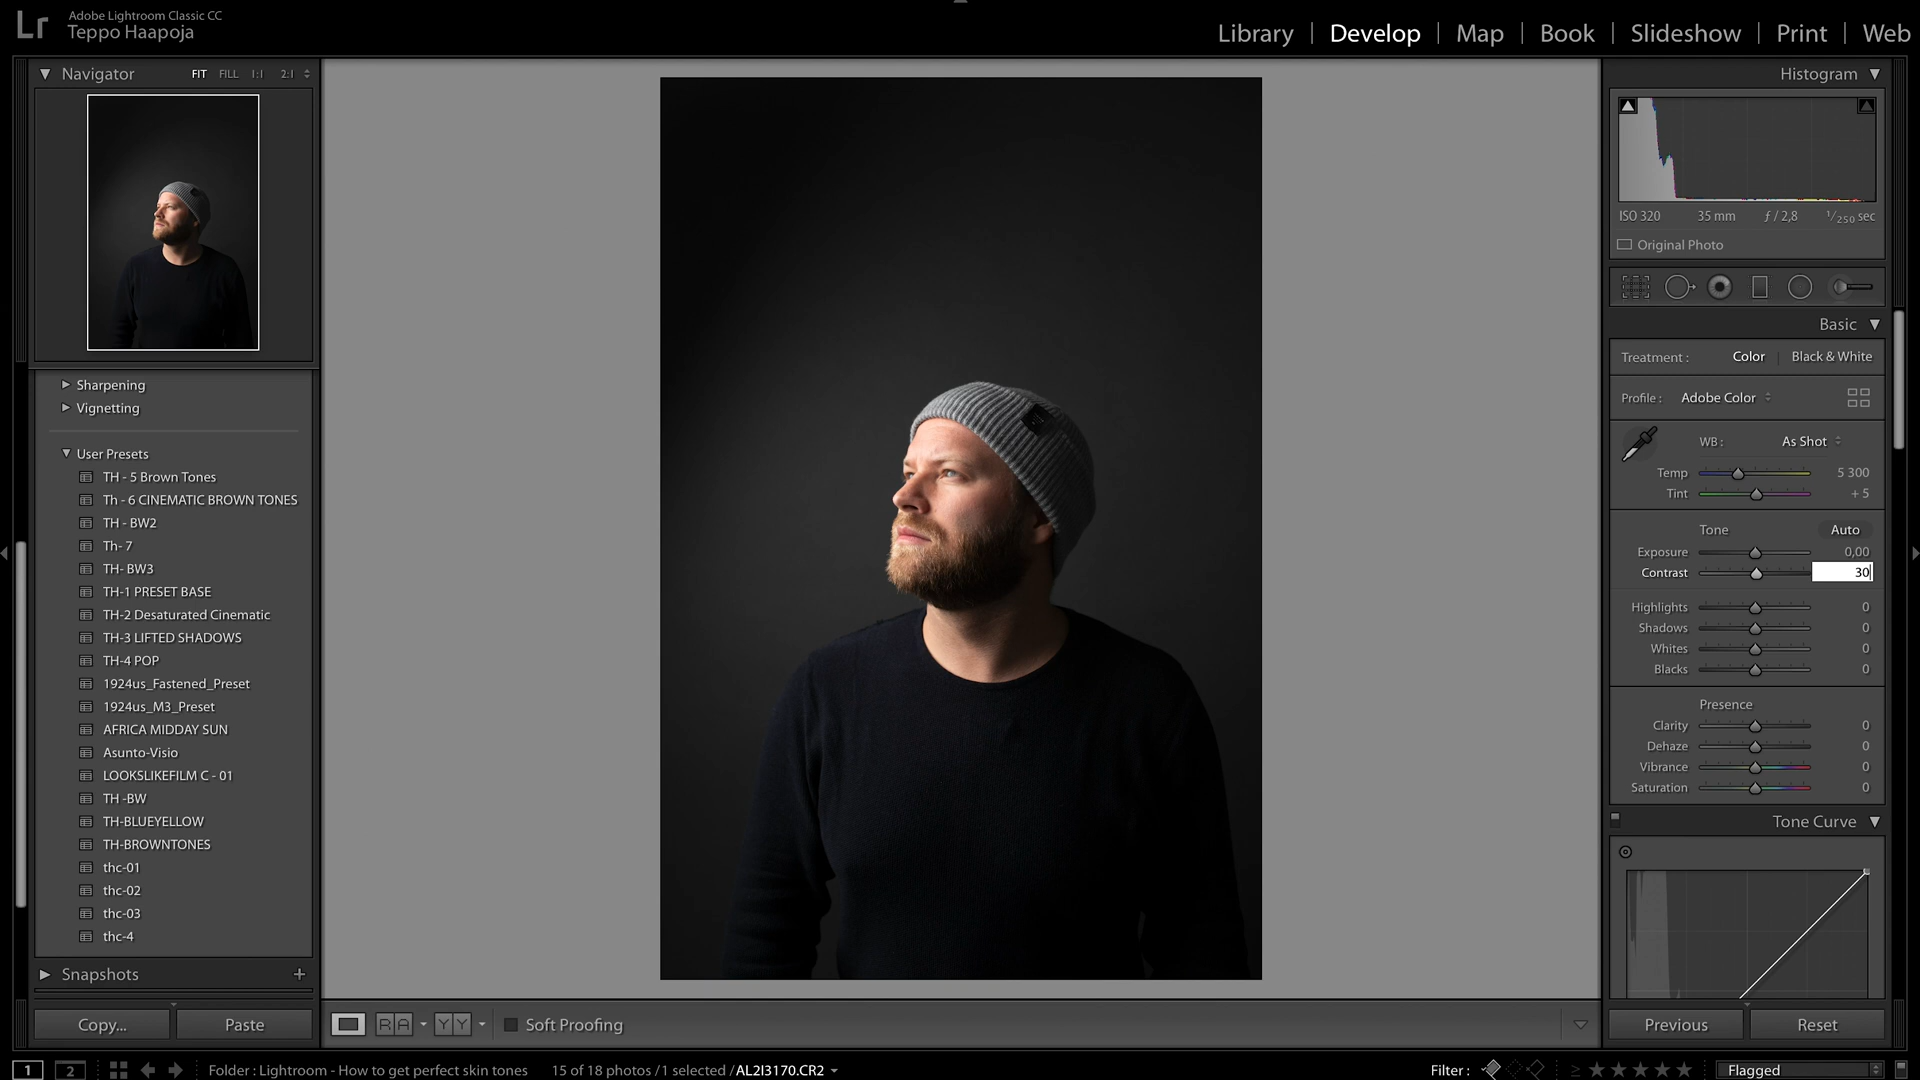 Lr
Adobe Lightroom Classic CC
Teppo Haapoja
Library | Develop | Map | Book | Slideshow | Print | Web
Navigator FIT FILL 1:1 2:1
Sharpening
Vignetting
User Presets
TH - 5 Brown Tones
Th - 6 CINEMATIC BROWN TONES
TH - BW2
Th- 7
TH- BW3
TH-1 PRESET BASE
TH-2 Desaturated Cinematic
TH-3 LIFTED SHADOWS
TH-4 POP
1924us_Fastened_Preset
1924us_M3_Preset
AFRICA MIDDAY SUN
Asunto-Visio
LOOKSLIKEFILM C - 01
TH -BW
TH-BLUEYELLOW
TH-BROWNTONES
thc-01
thc-02
thc-03
thc-4
Snapshots +
Copy... Paste
R A Y Y Soft Proofing
Histogram
ISO 320 35 mm ƒ / 2,8 1/250 sec
Original Photo
Basic
Treatment : Color | Black & White
Profile : Adobe Color
WB : As Shot
Temp 5 300
Tint + 5
Tone Auto
Exposure 0,00
Contrast 30
Highlights 0
Shadows 0
Whites 0
Blacks 0
Presence
Clarity 0
Dehaze 0
Vibrance 0
Saturation 0
Tone Curve
Previous Reset
1 2 Folder : Lightroom - How to get perfect skin tones 15 of 18 photos / 1 selected / AL2I3170.CR2 Filter : ≥ ★★★★★ Flagged